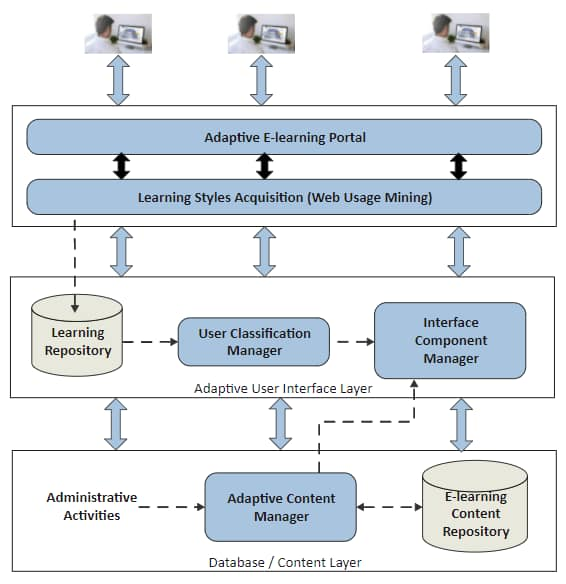 Adaptive E-learning Portal
Learning Styles Acquisition (Web Usage Mining)
Learning
Repository
User Classification
Manager
Interface
Component
Manager
Adaptive User Interface Layer
Administrative
Activities
Adaptive Content
Manager
E-learning
Content
Repository
Database / Content Layer